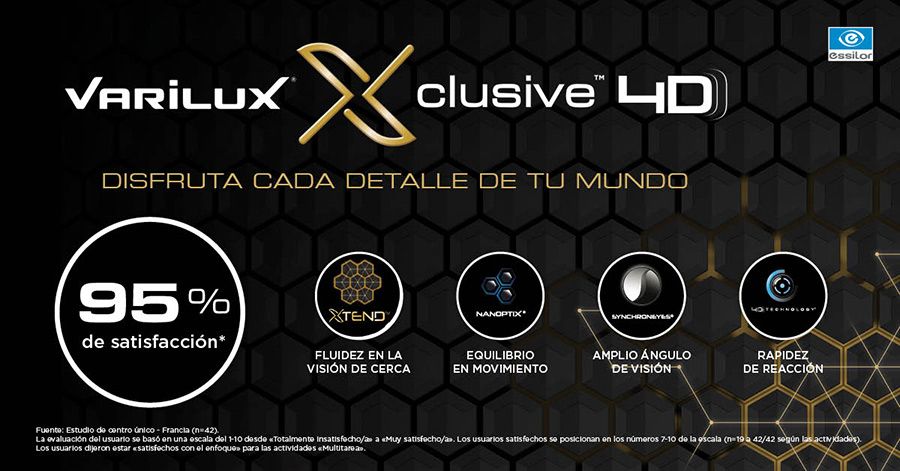 essilor
VARILUX® Xclusive™ 4D
DISFRUTA CADA DETALLE DE TU MUNDO
95%
de satisfacción*
XTEND™
FLUIDEZ EN LA
VISIÓN DE CERCA
NANOPTIX®
EQUILIBRIO
EN MOVIMIENTO
SYNCHRONEYES®
AMPLIO ÁNGULO
DE VISIÓN
4D TECHNOLOGY®
RAPIDEZ
DE REACCIÓN
Fuente: Estudio de centro único - Francia (n=42).
La evaluación del usuario se basó en una escala del 1-10 desde «Totalmente insatisfecho/a» a «Muy satisfecho/a». Los usuarios satisfechos se posicionan en los números 7-10 de la escala (n=19 a 42/42 según las actividades).
Los usuarios dijeron estar «satisfechos con el enfoque» para las actividades «Multitarea».